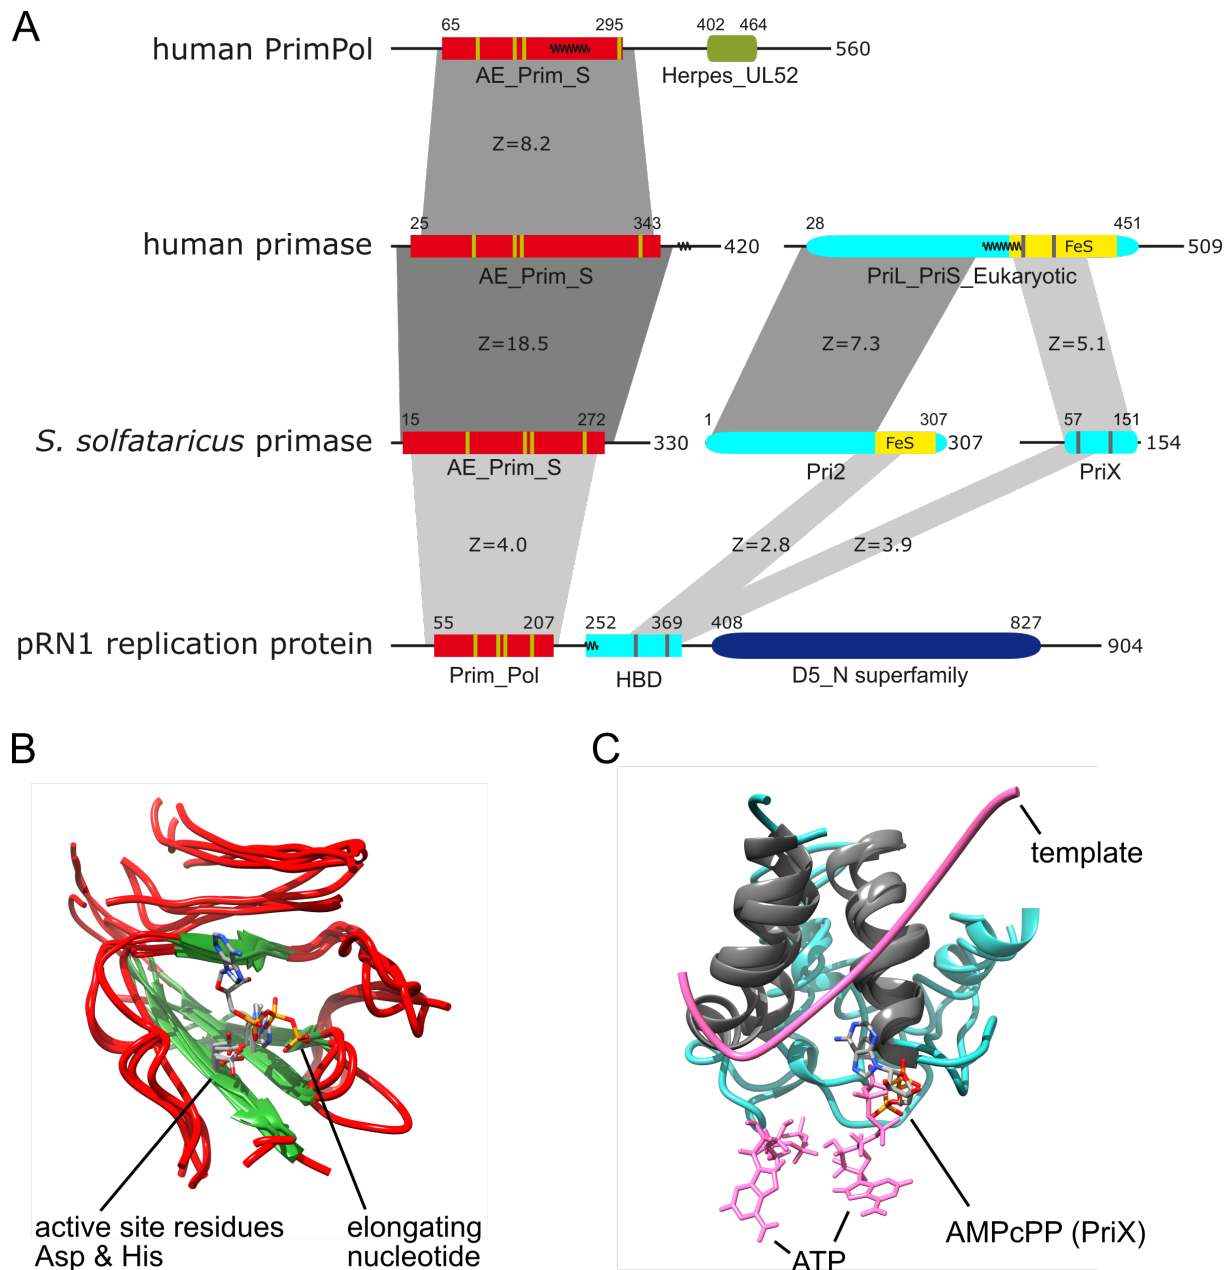 A
human PrimPol
65
295
402
464
560
AE_Prim_S
Herpes_UL52
Z=8.2
human primase
25
343
420
28
451
FeS
509
AE_Prim_S
PriL_PriS_Eukaryotic
Z=18.5
Z=7.3
Z=5.1
S. solfataricus primase
15
272
330
1
307
FeS
307
57
151
154
AE_Prim_S
Pri2
PriX
Z=4.0
Z=2.8
Z=3.9
pRN1 replication protein
55
207
252
369
408
827
904
Prim_Pol
HBD
D5_N superfamily
B
active site residues
Asp & His
elongating
nucleotide
C
template
AMPcPP (PriX)
ATP